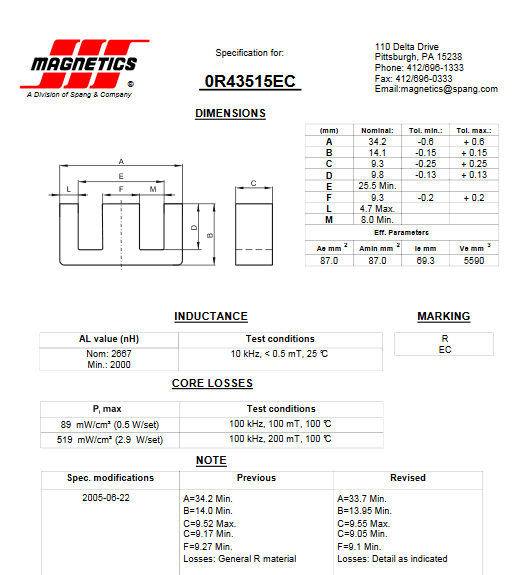 MAGNETICS
®
A Division of Spang & Company
Specification for:
0R43515EC
110 Delta Drive
Pittsburgh, PA 15238
Phone: 412/696-1333
Fax: 412/696-0333
Email:magnetics@spang.com
DIMENSIONS
(mm) Nominal: Tol. min.: Tol. max.:
A 34.2 -0.6 + 0.6
B 14.1 -0.15 + 0.15
C 9.3 -0.25 + 0.25
D 9.8 -0.13 + 0.13
E 25.5 Min.
F 9.3 -0.2 + 0.2
L 4.7 Max.
M 8.0 Min.
Eff. Parameters
Ae mm² Amin mm² le mm Ve mm³
87.0 87.0 69.3 5590
A
E
L F M
C
D
B
INDUCTANCE
AL value (nH) Test conditions
Nom: 2667 10 kHz, < 0.5 mT, 25 °C
Min.: 2000
MARKING
R
EC
CORE LOSSES
Pl max Test conditions
89 mW/cm³ (0.5 W/set) 100 kHz, 100 mT, 100 °C
519 mW/cm³ (2.9 W/set) 100 kHz, 200 mT, 100 °C
NOTE
Spec. modifications Previous Revised
2005-06-22 A=34.2 Min. A=33.7 Min.
B=14.0 Min. B=13.95 Min.
C=9.52 Max. C=9.55 Max.
C=9.17 Min. C=9.05 Min.
F=9.27 Min. F=9.1 Min.
Losses: General R material Losses: Detail as indicated